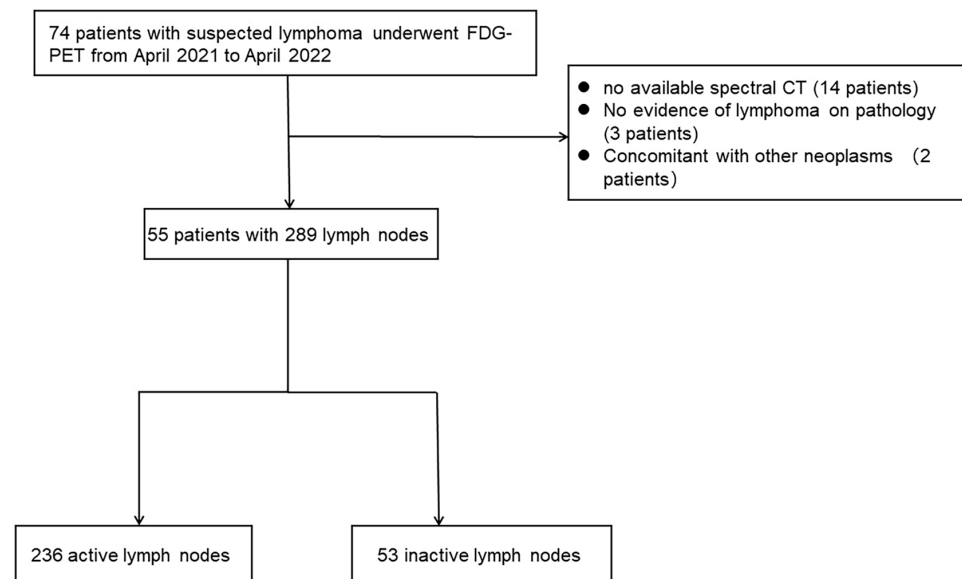 74 patients with suspected lymphoma underwent FDG-
PET from April 2021 to April 2022
● no available spectral CT (14 patients)
● No evidence of lymphoma on pathology
(3 patients)
● Concomitant with other neoplasms （2
patients）
55 patients with 289 lymph nodes
236 active lymph nodes
53 inactive lymph nodes